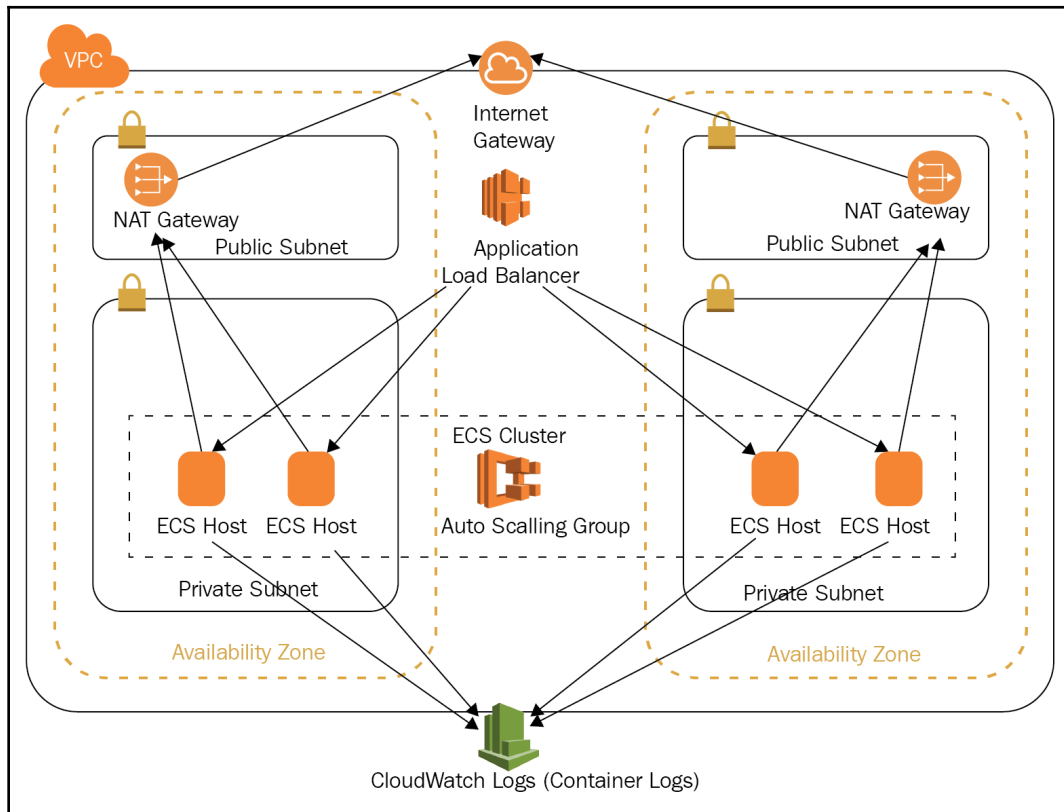 VPC
Internet
Gateway
NAT Gateway
Public Subnet
NAT Gateway
Public Subnet
Application
Load Balancer
ECS Cluster
ECS Host
ECS Host
Auto Scalling Group
ECS Host
ECS Host
Private Subnet
Private Subnet
Availability Zone
Availability Zone
CloudWatch Logs (Container Logs)